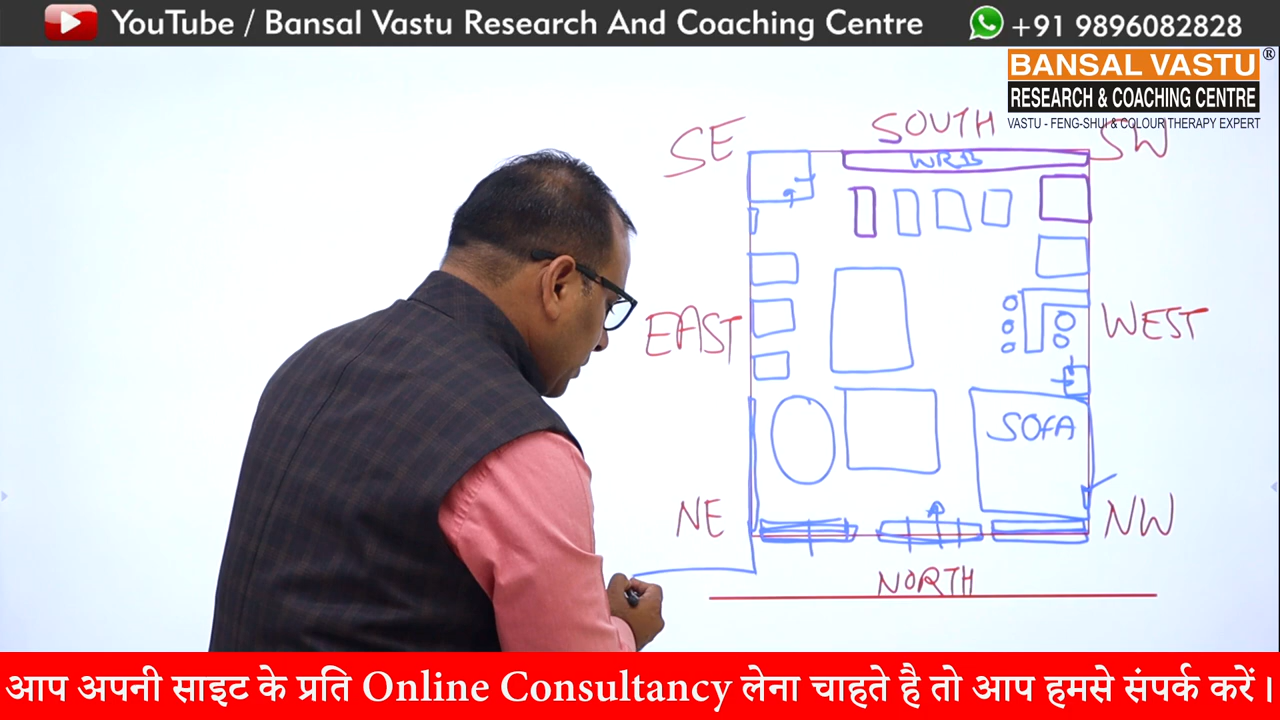 YouTube / Bansal Vastu Research And Coaching Centre
+91 9896082828
BANSAL VASTU ®
RESEARCH & COACHING CENTRE
VASTU - FENG-SHUI & COLOUR THERAPY EXPERT
SE
SOUTH
SW
WRB
EAST
WEST
SOFA
NE
NW
NORTH
आप अपनी साइट के प्रति Online Consultancy लेना चाहते है तो आप हमसे संपर्क करें।